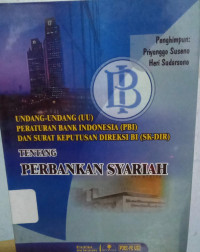 Penghimpun:
Priyonggo Suseno
Heri Sudarsono
UNDANG-UNDANG (UU)
PERATURAN BANK INDONESIA (PBI)
DAN SURAT KEPUTUSAN DIREKSI BI (SK-DIR)
TENTANG
PERBANKAN SYARIAH